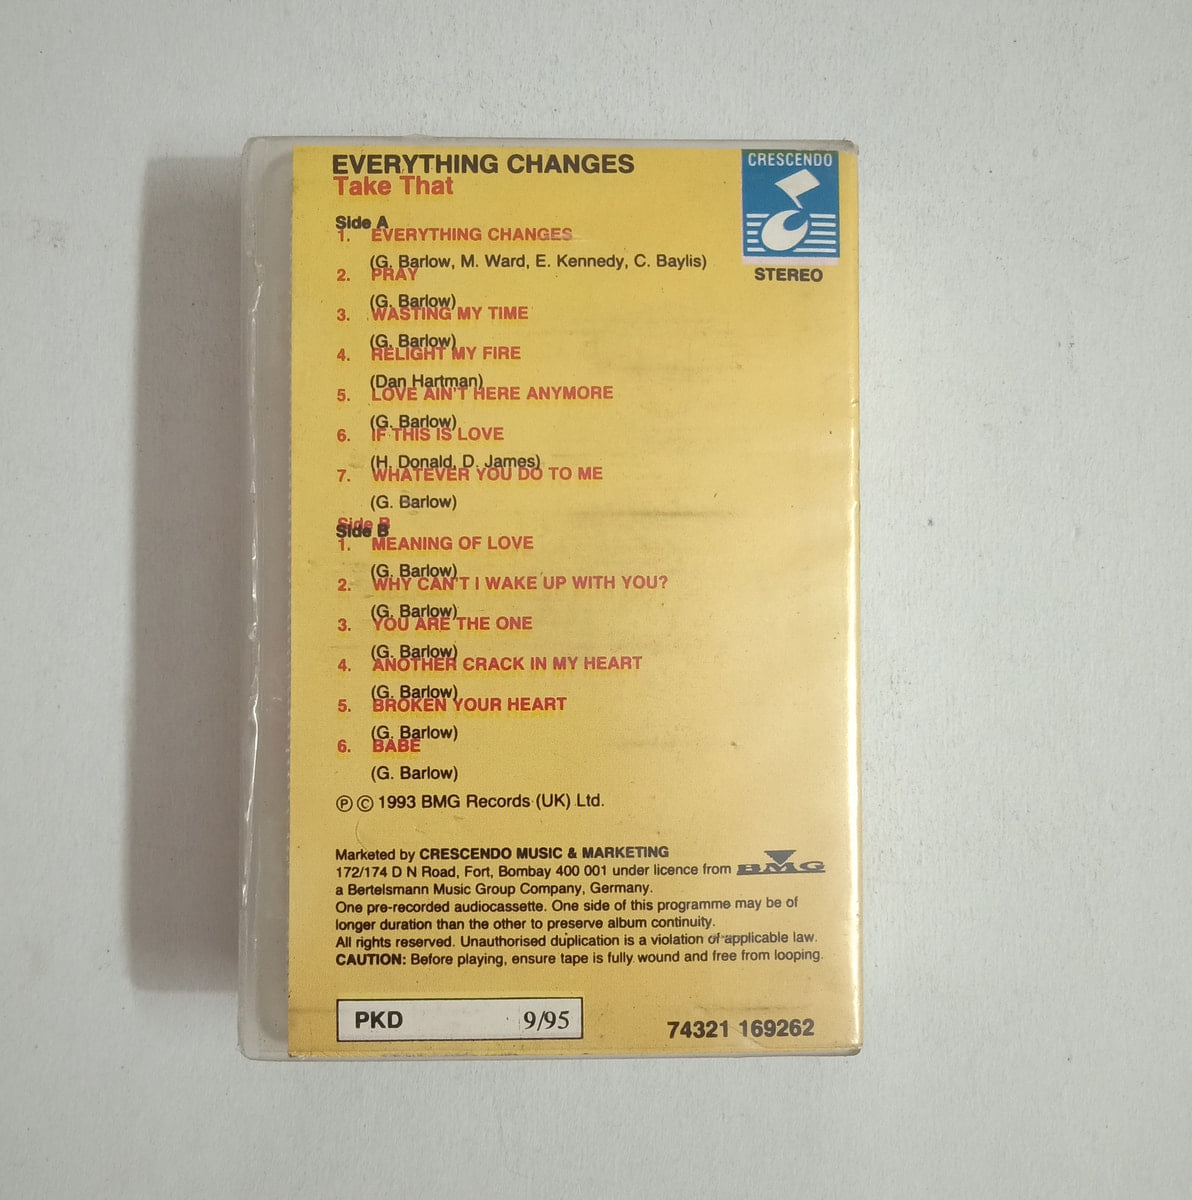 EVERYTHING CHANGES
Take That
CRESCENDO
STEREO
Side A
1. EVERYTHING CHANGES
(G. Barlow, M. Ward, E. Kennedy, C. Baylis)
2. PRAY
(G. Barlow)
3. WASTING MY TIME
(G. Barlow)
4. RELIGHT MY FIRE
(Dan Hartman)
5. LOVE AIN'T HERE ANYMORE
(G. Barlow)
6. IF THIS IS LOVE
(H. Donald, D. James)
7. WHATEVER YOU DO TO ME
(G. Barlow)
Side B
Side B
1. MEANING OF LOVE
(G. Barlow)
2. WHY CAN'T I WAKE UP WITH YOU?
(G. Barlow)
3. YOU ARE THE ONE
(G. Barlow)
4. ANOTHER CRACK IN MY HEART
(G. Barlow)
5. BROKEN YOUR HEART
(G. Barlow)
6. BABE
(G. Barlow)
℗ © 1993 BMG Records (UK) Ltd.
Marketed by CRESCENDO MUSIC & MARKETING
172/174 D N Road, Fort, Bombay 400 001 under licence from BMG
a Bertelsmann Music Group Company, Germany.
One pre-recorded audiocassette. One side of this programme may be of
longer duration than the other to preserve album continuity.
All rights reserved. Unauthorised duplication is a violation of applicable law.
CAUTION: Before playing, ensure tape is fully wound and free from looping.
PKD 9/95
74321 169262